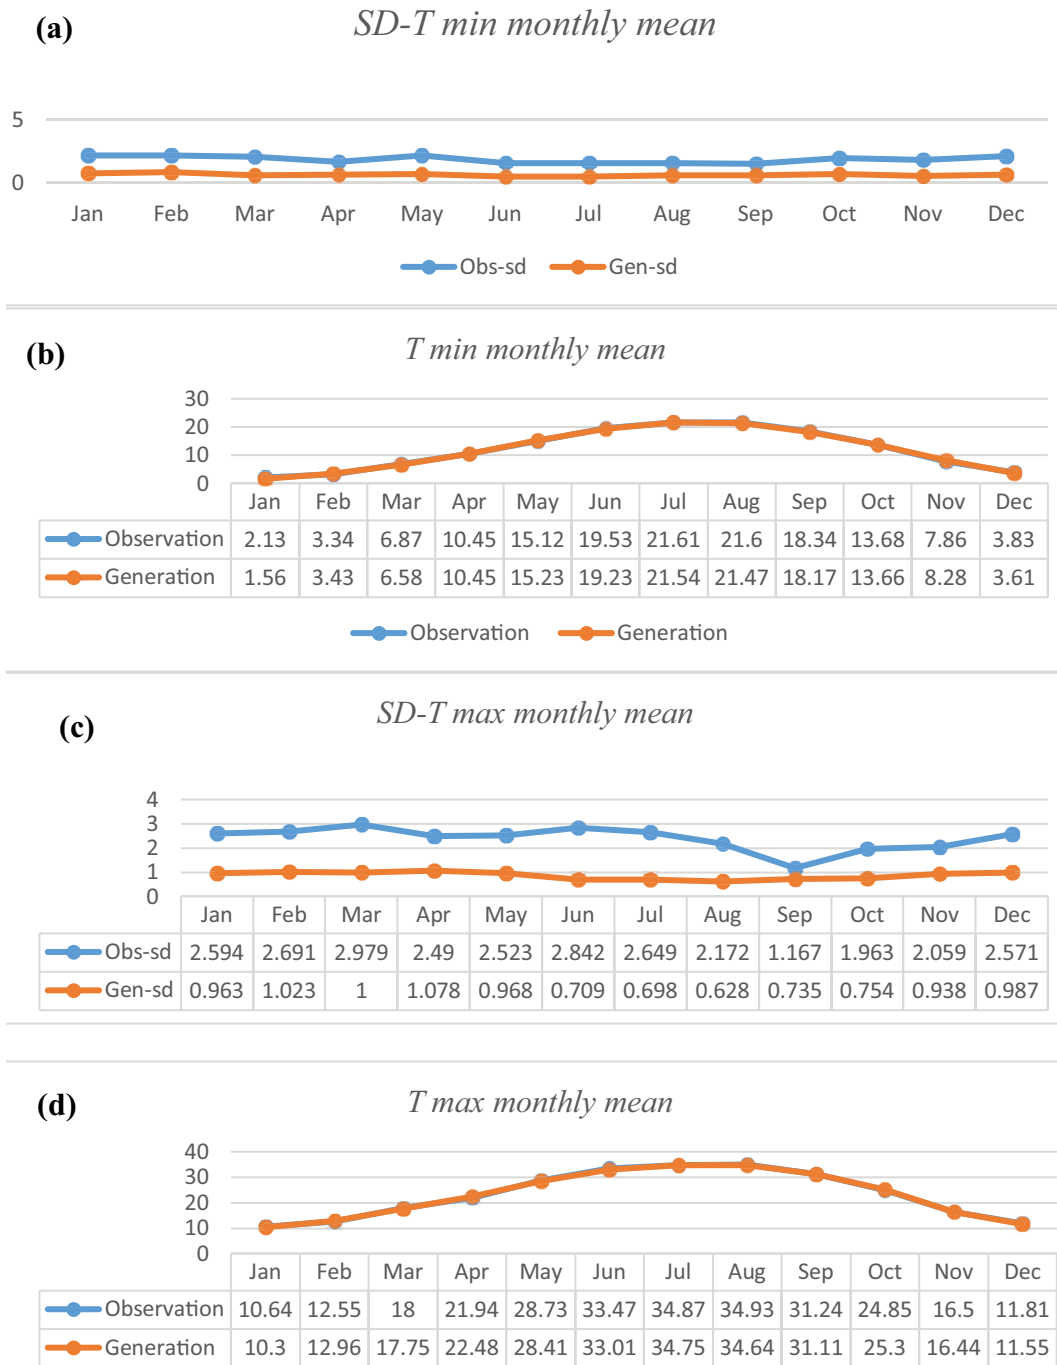 (a)
SD-T min monthly mean
5
0
Jan Feb Mar Apr May Jun Jul Aug Sep Oct Nov Dec
Obs-sd Gen-sd
(b)
T min monthly mean
30
20
10
0
Jan Feb Mar Apr May Jun Jul Aug Sep Oct Nov Dec
Observation 2.13 3.34 6.87 10.45 15.12 19.53 21.61 21.6 18.34 13.68 7.86 3.83
Generation 1.56 3.43 6.58 10.45 15.23 19.23 21.54 21.47 18.17 13.66 8.28 3.61
Observation Generation
(c)
SD-T max monthly mean
4
3
2
1
0
Jan Feb Mar Apr May Jun Jul Aug Sep Oct Nov Dec
Obs-sd 2.594 2.691 2.979 2.49 2.523 2.842 2.649 2.172 1.167 1.963 2.059 2.571
Gen-sd 0.963 1.023 1 1.078 0.968 0.709 0.698 0.628 0.735 0.754 0.938 0.987
(d)
T max monthly mean
40
30
20
10
0
Jan Feb Mar Apr May Jun Jul Aug Sep Oct Nov Dec
Observation 10.64 12.55 18 21.94 28.73 33.47 34.87 34.93 31.24 24.85 16.5 11.81
Generation 10.3 12.96 17.75 22.48 28.41 33.01 34.75 34.64 31.11 25.3 16.44 11.55